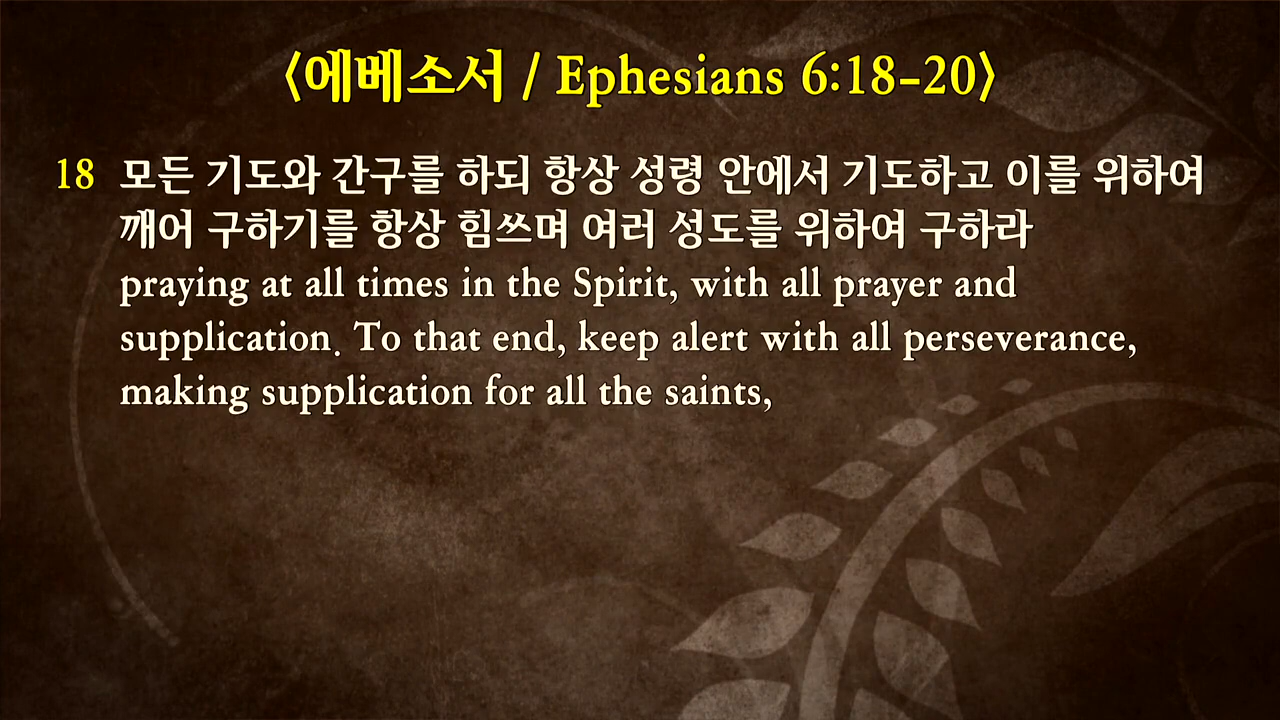 〈에베소서 / Ephesians 6:18-20〉
18 모든 기도와 간구를 하되 항상 성령 안에서 기도하고 이를 위하여
깨어 구하기를 항상 힘쓰며 여러 성도를 위하여 구하라
praying at all times in the Spirit, with all prayer and
supplication. To that end, keep alert with all perseverance,
making supplication for all the saints,